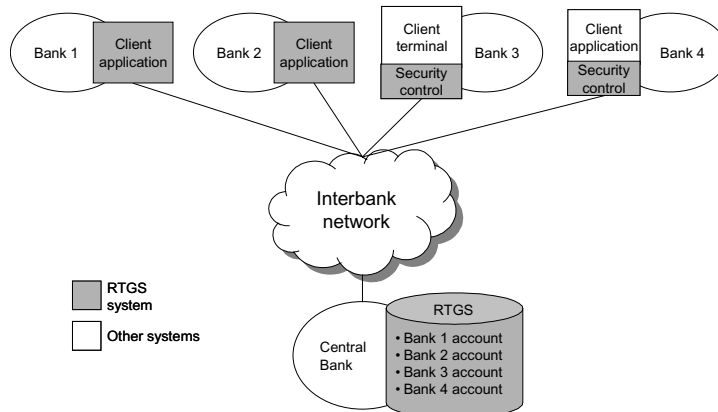 Bank 1
Client
application
Bank 2
Client
application
Client
terminal
Security
control
Bank 3
Client
application
Security
control
Bank 4
Interbank
network
RTGS
system
Other systems
Central
Bank
RTGS
• Bank 1 account
• Bank 2 account
• Bank 3 account
• Bank 4 account